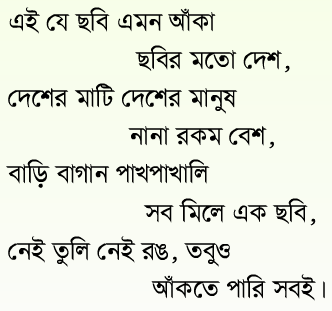 এই যে ছবি এমন আঁকা
ছবির মতো দেশ,
দেশের মাটি দেশের মানুষ
নানা রকম বেশ,
বাড়ি বাগান পাখপাখালি
সব মিলে এক ছবি,
নেই তুলি নেই রঙ, তবুও
আঁকতে পারি সবই।